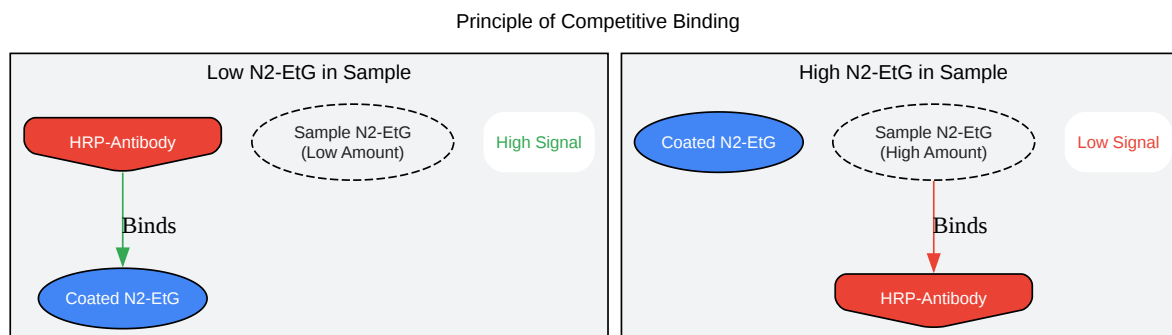 Principle of Competitive Binding
Low N2-EtG in Sample
HRP-Antibody
Sample N2-EtG
(Low Amount)
High Signal
Binds
Coated N2-EtG
High N2-EtG in Sample
Coated N2-EtG
Sample N2-EtG
(High Amount)
Low Signal
Binds
HRP-Antibody